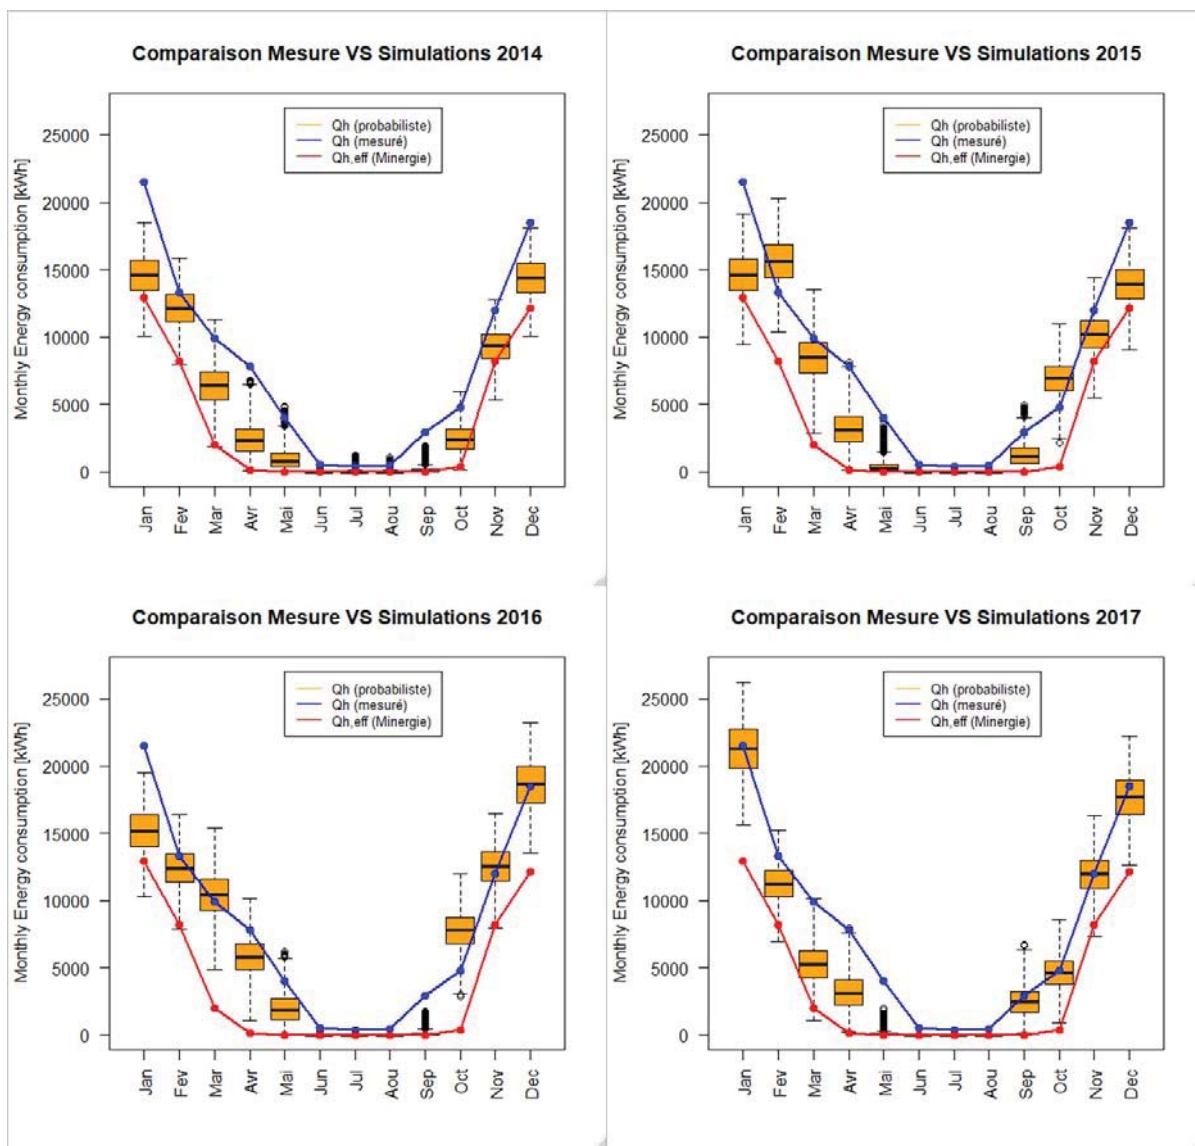 Comparaison Mesure VS Simulations 2014
Monthly Energy consumption [kWh]
25000
20000
15000
10000
5000
0
Qh (probabiliste)
Qh (mesuré)
Qh,eff (Minergie)
Jan Fev Mar Avr Mai Jun Jul Aou Sep Oct Nov Dec
Comparaison Mesure VS Simulations 2015
Monthly Energy consumption [kWh]
25000
20000
15000
10000
5000
0
Qh (probabiliste)
Qh (mesuré)
Qh,eff (Minergie)
Jan Fev Mar Avr Mai Jun Jul Aou Sep Oct Nov Dec
Comparaison Mesure VS Simulations 2016
Monthly Energy consumption [kWh]
25000
20000
15000
10000
5000
0
Qh (probabiliste)
Qh (mesuré)
Qh,eff (Minergie)
Jan Fev Mar Avr Mai Jun Jul Aou Sep Oct Nov Dec
Comparaison Mesure VS Simulations 2017
Monthly Energy consumption [kWh]
25000
20000
15000
10000
5000
0
Qh (probabiliste)
Qh (mesuré)
Qh,eff (Minergie)
Jan Fev Mar Avr Mai Jun Jul Aou Sep Oct Nov Dec